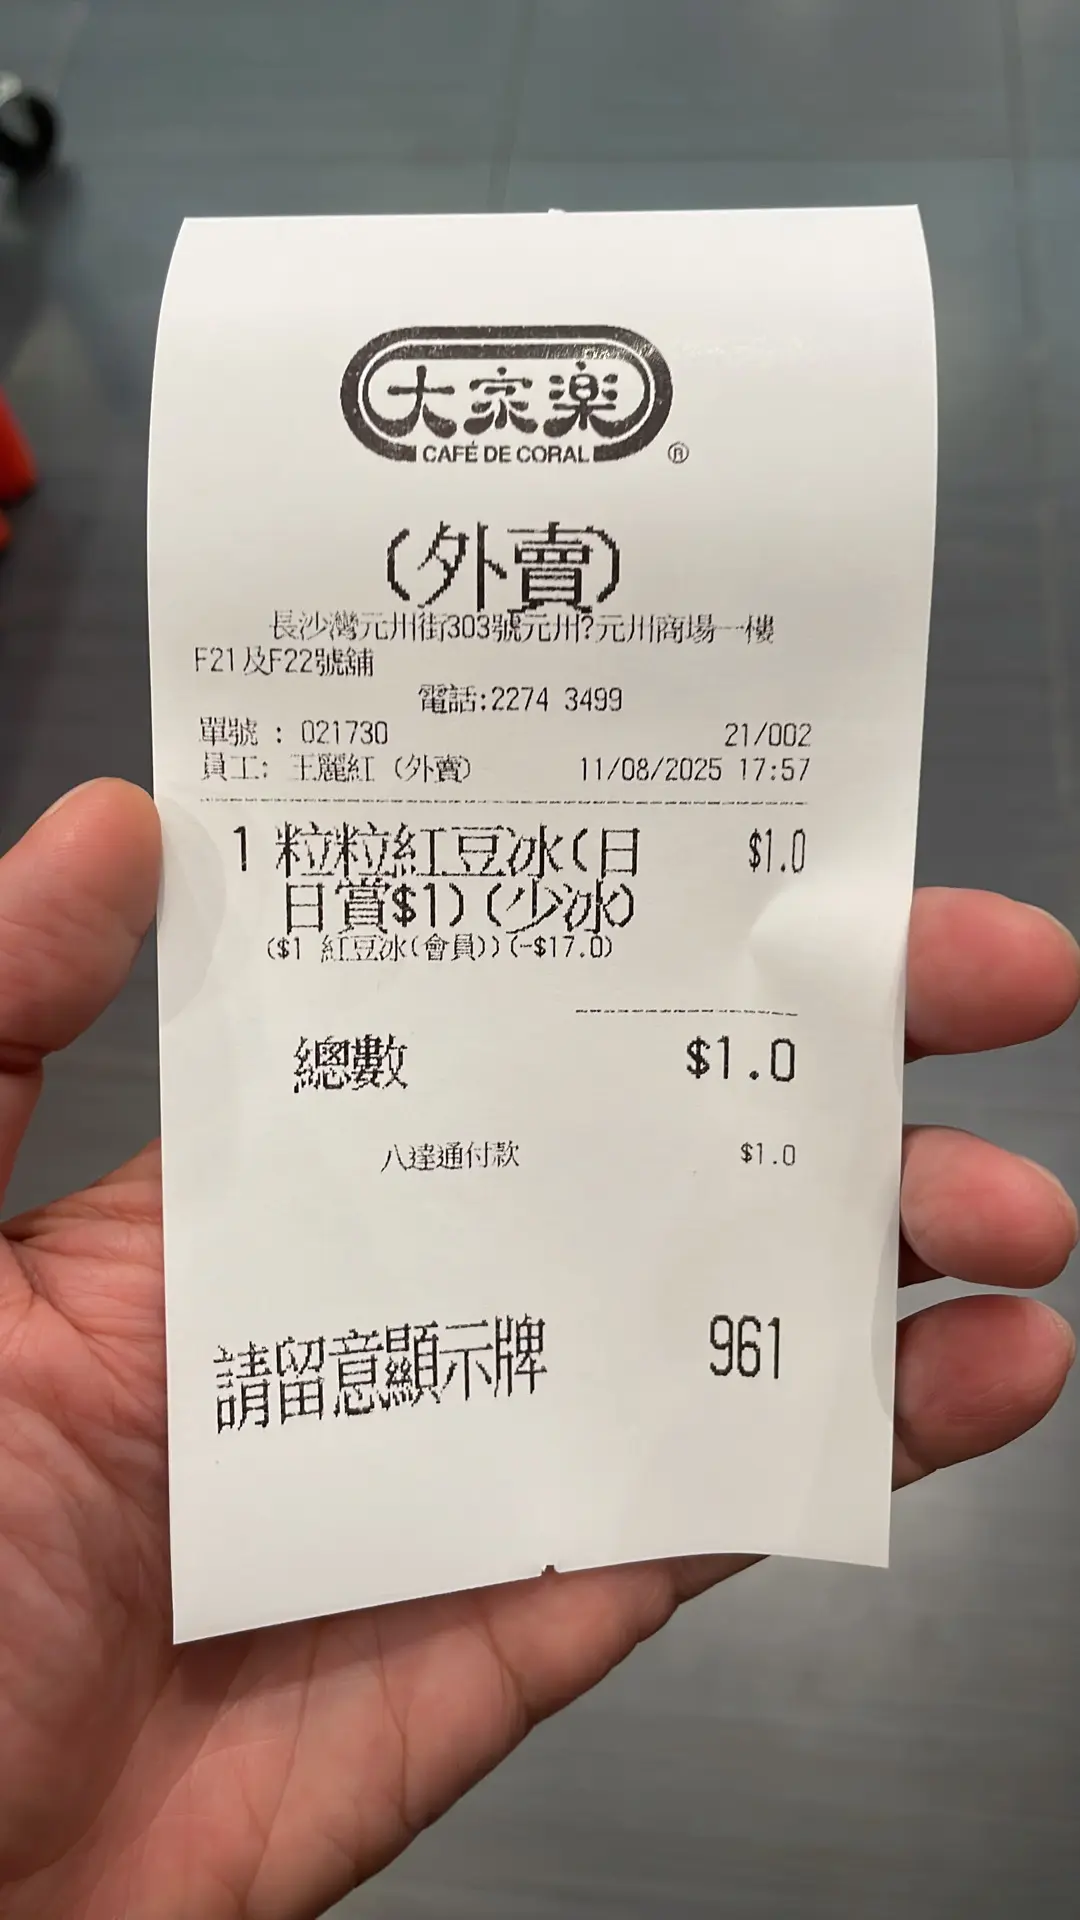 大家楽
CAFÉ DE CORAL ®
(外賣)
長沙灣元州街303號元州?元州商場一樓
F21及F22號舖
電話:2274 3499
單號 : 021730 21/002
員工: 王麗紅 (外賣) 11/08/2025 17:57
1 粒粒紅豆冰(日 $1.0
日賞$1)(少冰)
($1 紅豆冰(會員))(-$17.0)
總數 $1.0
八達通付款 $1.0
請留意顯示牌 961